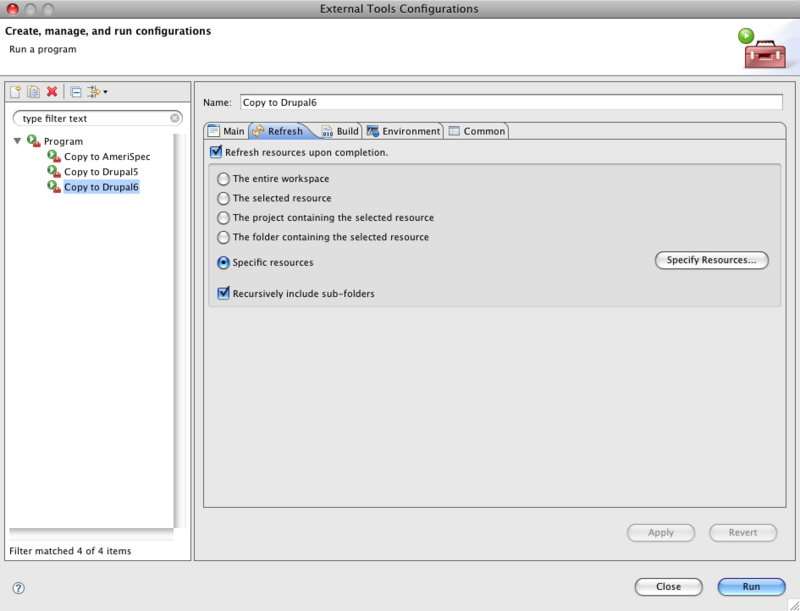 External Tools Configurations
Create, manage, and run configurations
Run a program
type filter text
Program
Copy to AmeriSpec
Copy to Drupal5
Copy to Drupal6
Filter matched 4 of 4 items
Name: Copy to Drupal6
Main Refresh Build Environment Common
Refresh resources upon completion.
The entire workspace
The selected resource
The project containing the selected resource
The folder containing the selected resource
Specific resources Specify Resources...
Recursively include sub-folders
Apply Revert
? Close Run